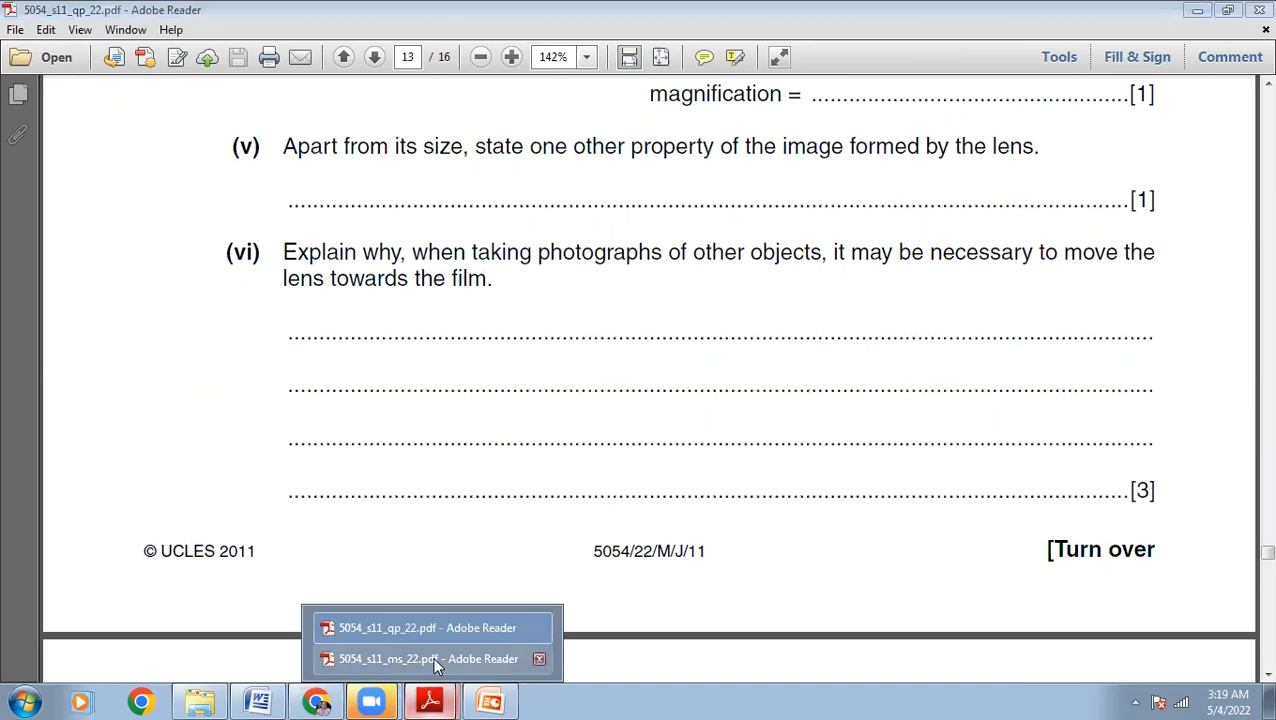 5054_s11_qp_22.pdf - Adobe Reader
File Edit View Window Help
Open 13 / 16 142% Tools Fill & Sign Comment
magnification = ......................................................[1]
(v) Apart from its size, state one other property of the image formed by the lens.
......................................................................................................................................[1]
(vi) Explain why, when taking photographs of other objects, it may be necessary to move the
lens towards the film.
..........................................................................................................................................
..........................................................................................................................................
..........................................................................................................................................
......................................................................................................................................[3]
© UCLES 2011 5054/22/M/J/11 [Turn over
5054_s11_qp_22.pdf - Adobe Reader
5054_s11_ms_22.pdf - Adobe Reader
3:19 AM
5/4/2022